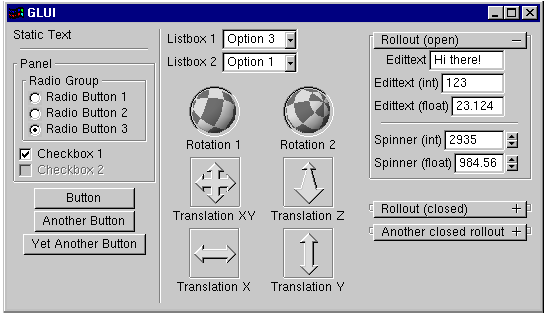 GLUI
Static Text
Panel
Radio Group
Radio Button 1
Radio Button 2
Radio Button 3
Checkbox 1
Checkbox 2
Button
Another Button
Yet Another Button
Listbox 1 Option 3
Listbox 2 Option 1
Rotation 1 Rotation 2
Translation XY Translation Z
Translation X Translation Y
Rollout (open)
Edittext Hi there!
Edittext (int) 123
Edittext (float) 23.124
Spinner (int) 2935
Spinner (float) 984.56
Rollout (closed)
Another closed rollout